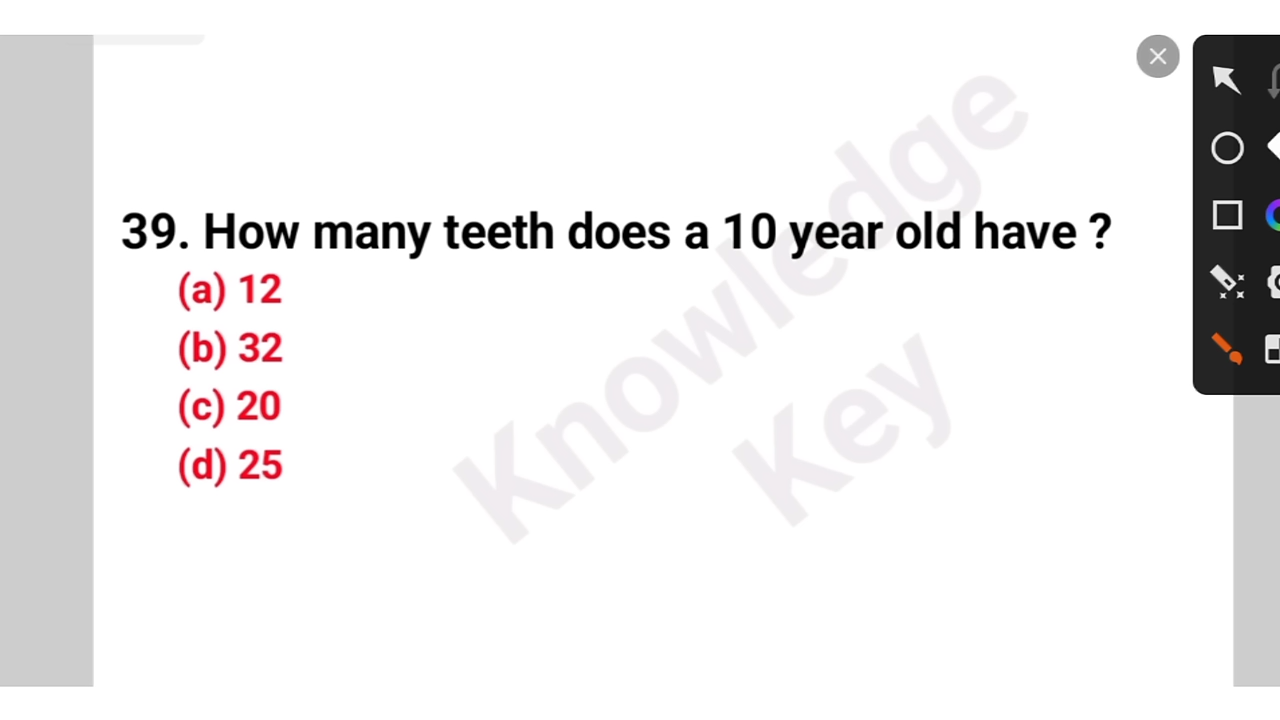 39. How many teeth does a 10 year old have ?
(a) 12
(b) 32
(c) 20
(d) 25
Knowledge
Key